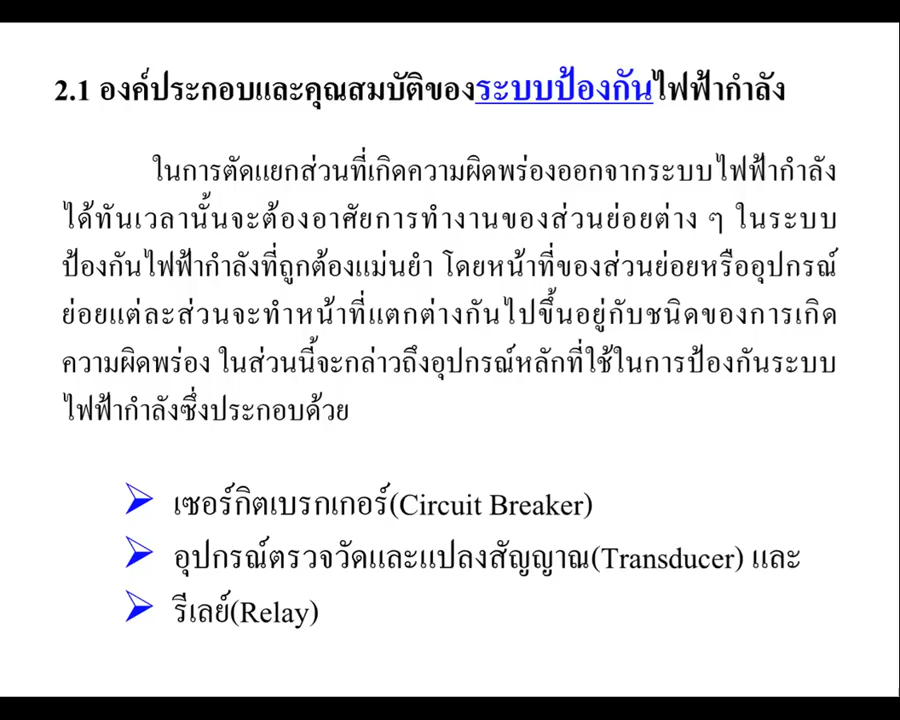 2.1 องค์ประกอบและคุณสมบัติของระบบป้องกันไฟฟ้ากำลัง
ในการตัดแยกส่วนที่เกิดความผิดพร่องออกจากระบบไฟฟ้ากำลัง
ได้ทันเวลานั้นจะต้องอาศัยการทำงานของส่วนย่อยต่าง ๆ ในระบบ
ป้องกันไฟฟ้ากำลังที่ถูกต้องแม่นยำ โดยหน้าที่ของส่วนย่อยหรืออุปกรณ์
ย่อยแต่ละส่วนจะทำหน้าที่แตกต่างกันไปขึ้นอยู่กับชนิดของการเกิด
ความผิดพร่อง ในส่วนนี้จะกล่าวถึงอุปกรณ์หลักที่ใช้ในการป้องกันระบบ
ไฟฟ้ากำลังซึ่งประกอบด้วย
เซอร์กิตเบรกเกอร์(Circuit Breaker)
อุปกรณ์ตรวจวัดและแปลงสัญญาณ(Transducer) และ
รีเลย์(Relay)